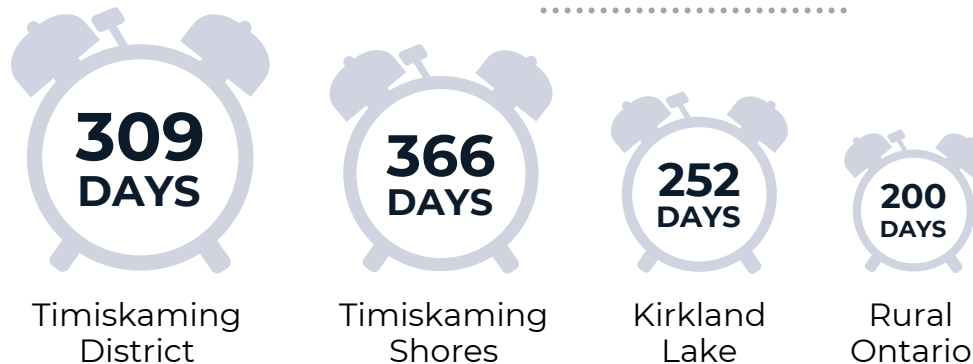 309
DAYS
Timiskaming
District
366
DAYS
Timiskaming
Shores
252
DAYS
Kirkland
Lake
200
DAYS
Rural
Ontario